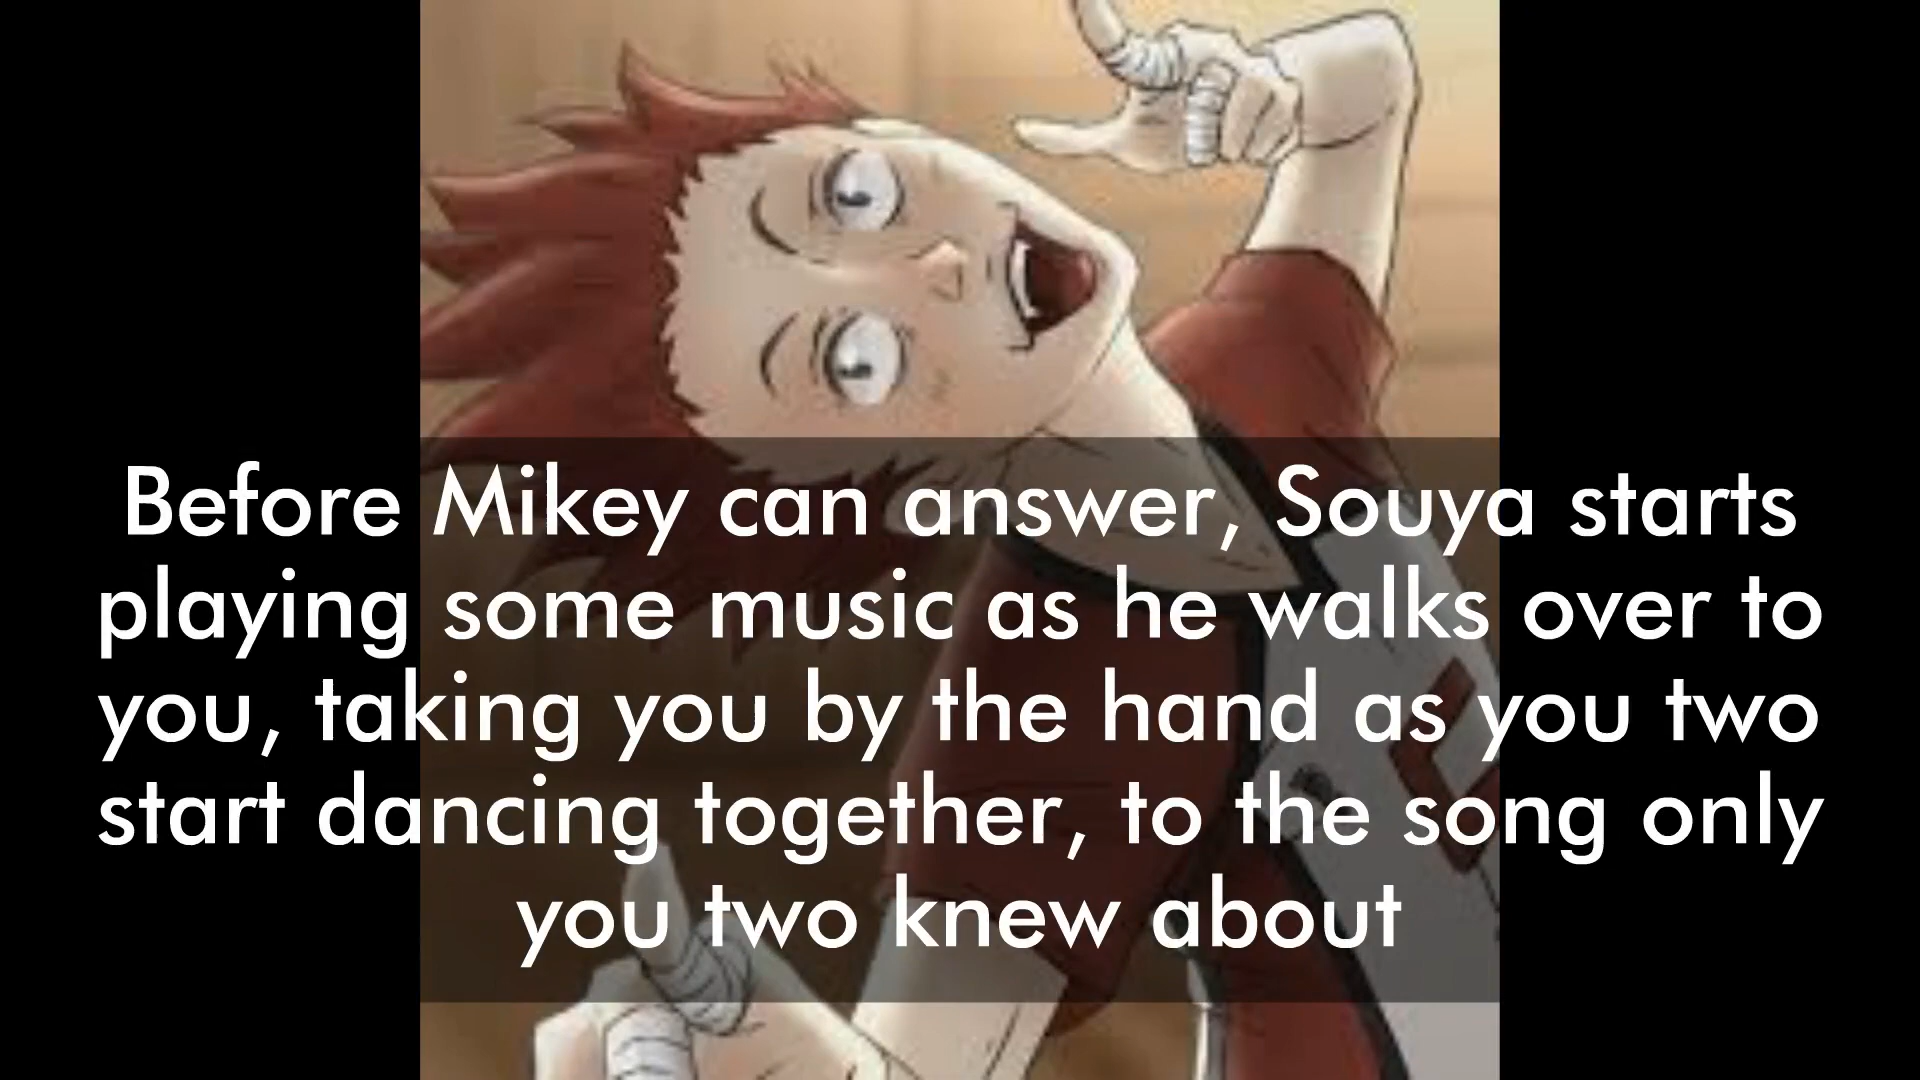 Before Mikey can answer, Souya starts
playing some music as he walks over to
you, taking you by the hand as you two
start dancing together, to the song only
you two knew about